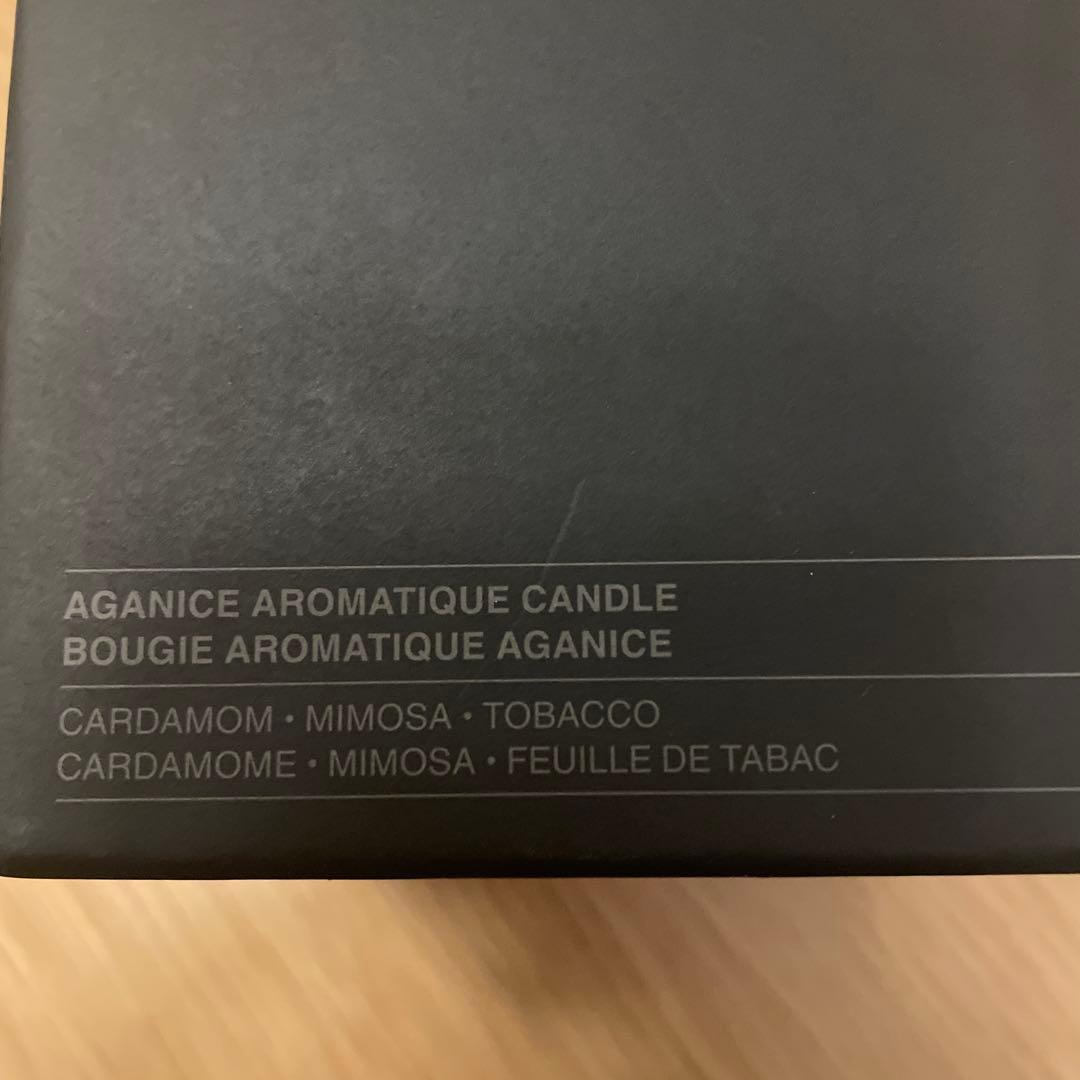 AGANICE AROMATIQUE CANDLE
BOUGIE AROMATIQUE AGANICE
CARDAMOM • MIMOSA • TOBACCO
CARDAMOME • MIMOSA • FEUILLE DE TABAC